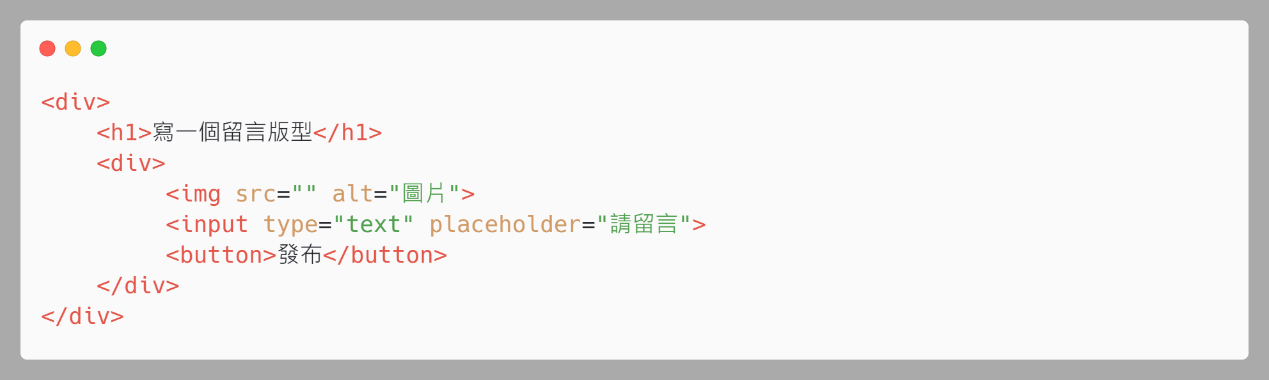 <div>
    <h1>寫一個留言版型</h1>
    <div>
         <img src="" alt="圖片">
         <input type="text" placeholder="請留言">
         <button>發布</button>
    </div>
</div>